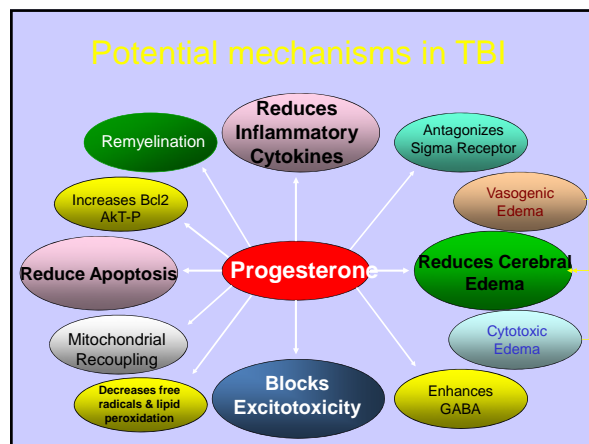 Potential mechanisms in TBI
Reduces
Inflammatory
Cytokines
Remyelination
Antagonizes
Sigma Receptor
Increases Bcl2
AkT-P
Vasogenic
Edema
Reduce Apoptosis
Progesterone
Reduces Cerebral
Edema
Mitochondrial
Recoupling
Cytotoxic
Edema
Decreases free
radicals & lipid
peroxidation
Blocks
Excitotoxicity
Enhances
GABA